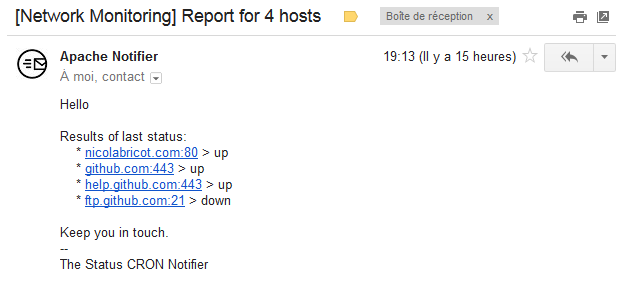 [Network Monitoring] Report for 4 hosts Boîte de réception x
Apache Notifier 19:13 (Il y a 15 heures)
À moi, contact
Hello
Results of last status:
* nicolabricot.com:80 > up
* github.com:443 > up
* help.github.com:443 > up
* ftp.github.com:21 > down
Keep you in touch.
--
The Status CRON Notifier